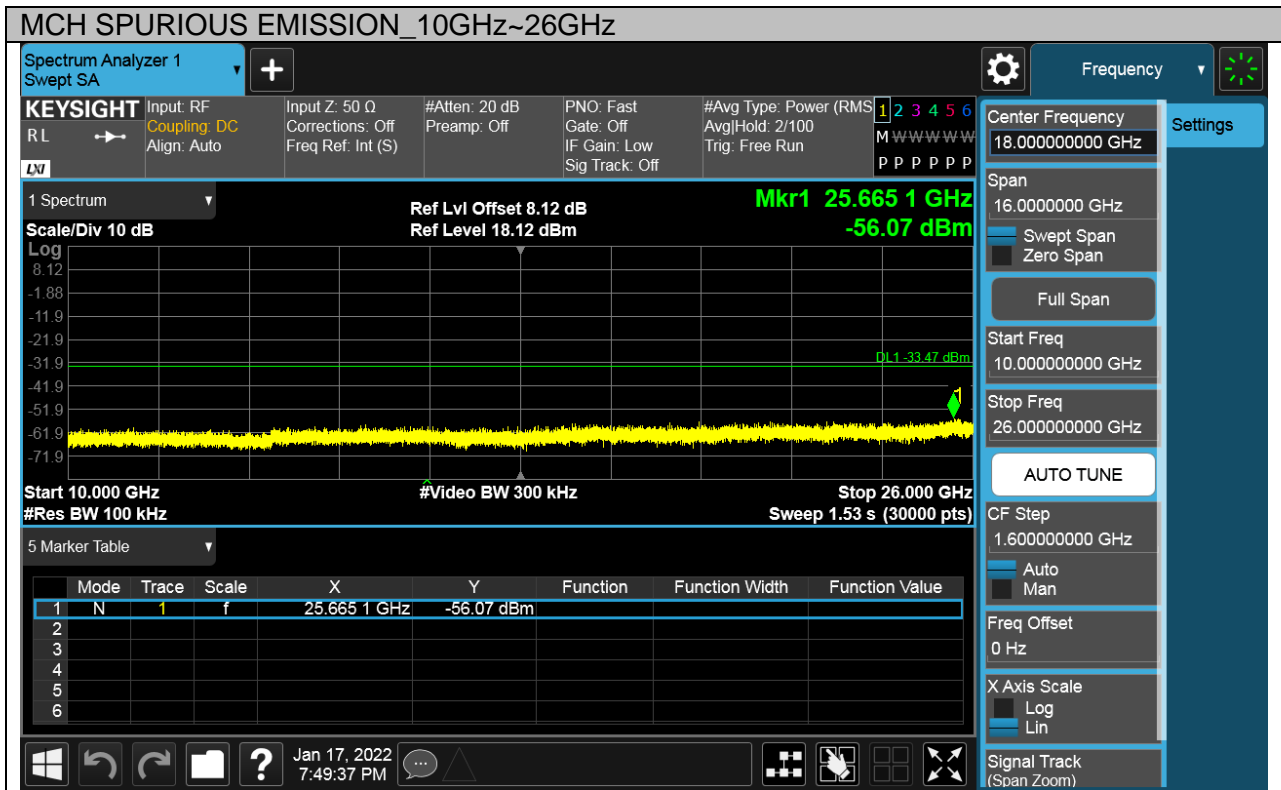 MCH SPURIOUS EMISSION_10GHz~26GHz
Spectrum Analyzer 1
Swept SA
+
Frequency
KEYSIGHT
RL
LXI
Input: RF
Coupling: DC
Align: Auto
Input Z: 50 Ω
Corrections: Off
Freq Ref: Int (S)
#Atten: 20 dB
Preamp: Off
PNO: Fast
Gate: Off
IF Gain: Low
Sig Track: Off
#Avg Type: Power (RMS
Avg|Hold: 2/100
Trig: Free Run
1 2 3 4 5 6
M W W W W W
P P P P P P
1 Spectrum
Scale/Div 10 dB
Ref Lvl Offset 8.12 dB
Ref Level 18.12 dBm
Mkr1 25.665 1 GHz
-56.07 dBm
Log
8.12
-1.88
-11.9
-21.9
-31.9
-41.9
-51.9
-61.9
-71.9
DL1 -33.47 dBm
1
Start 10.000 GHz
#Res BW 100 kHz
#Video BW 300 kHz
Stop 26.000 GHz
Sweep 1.53 s (30000 pts)
5 Marker Table
Mode Trace Scale X Y Function Function Width Function Value
1 N 1 f 25.665 1 GHz -56.07 dBm
2
3
4
5
6
Center Frequency
18.000000000 GHz
Settings
Span
16.0000000 GHz
Swept Span
Zero Span
Full Span
Start Freq
10.000000000 GHz
Stop Freq
26.000000000 GHz
AUTO TUNE
CF Step
1.600000000 GHz
Auto
Man
Freq Offset
0 Hz
X Axis Scale
Log
Lin
Signal Track
(Span Zoom)
?
Jan 17, 2022
7:49:37 PM